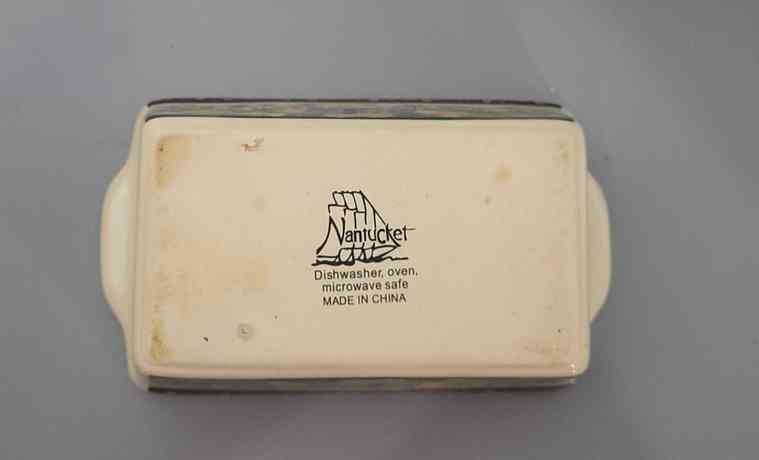 Nantucket
Dishwasher, oven,
microwave safe
MADE IN CHINA